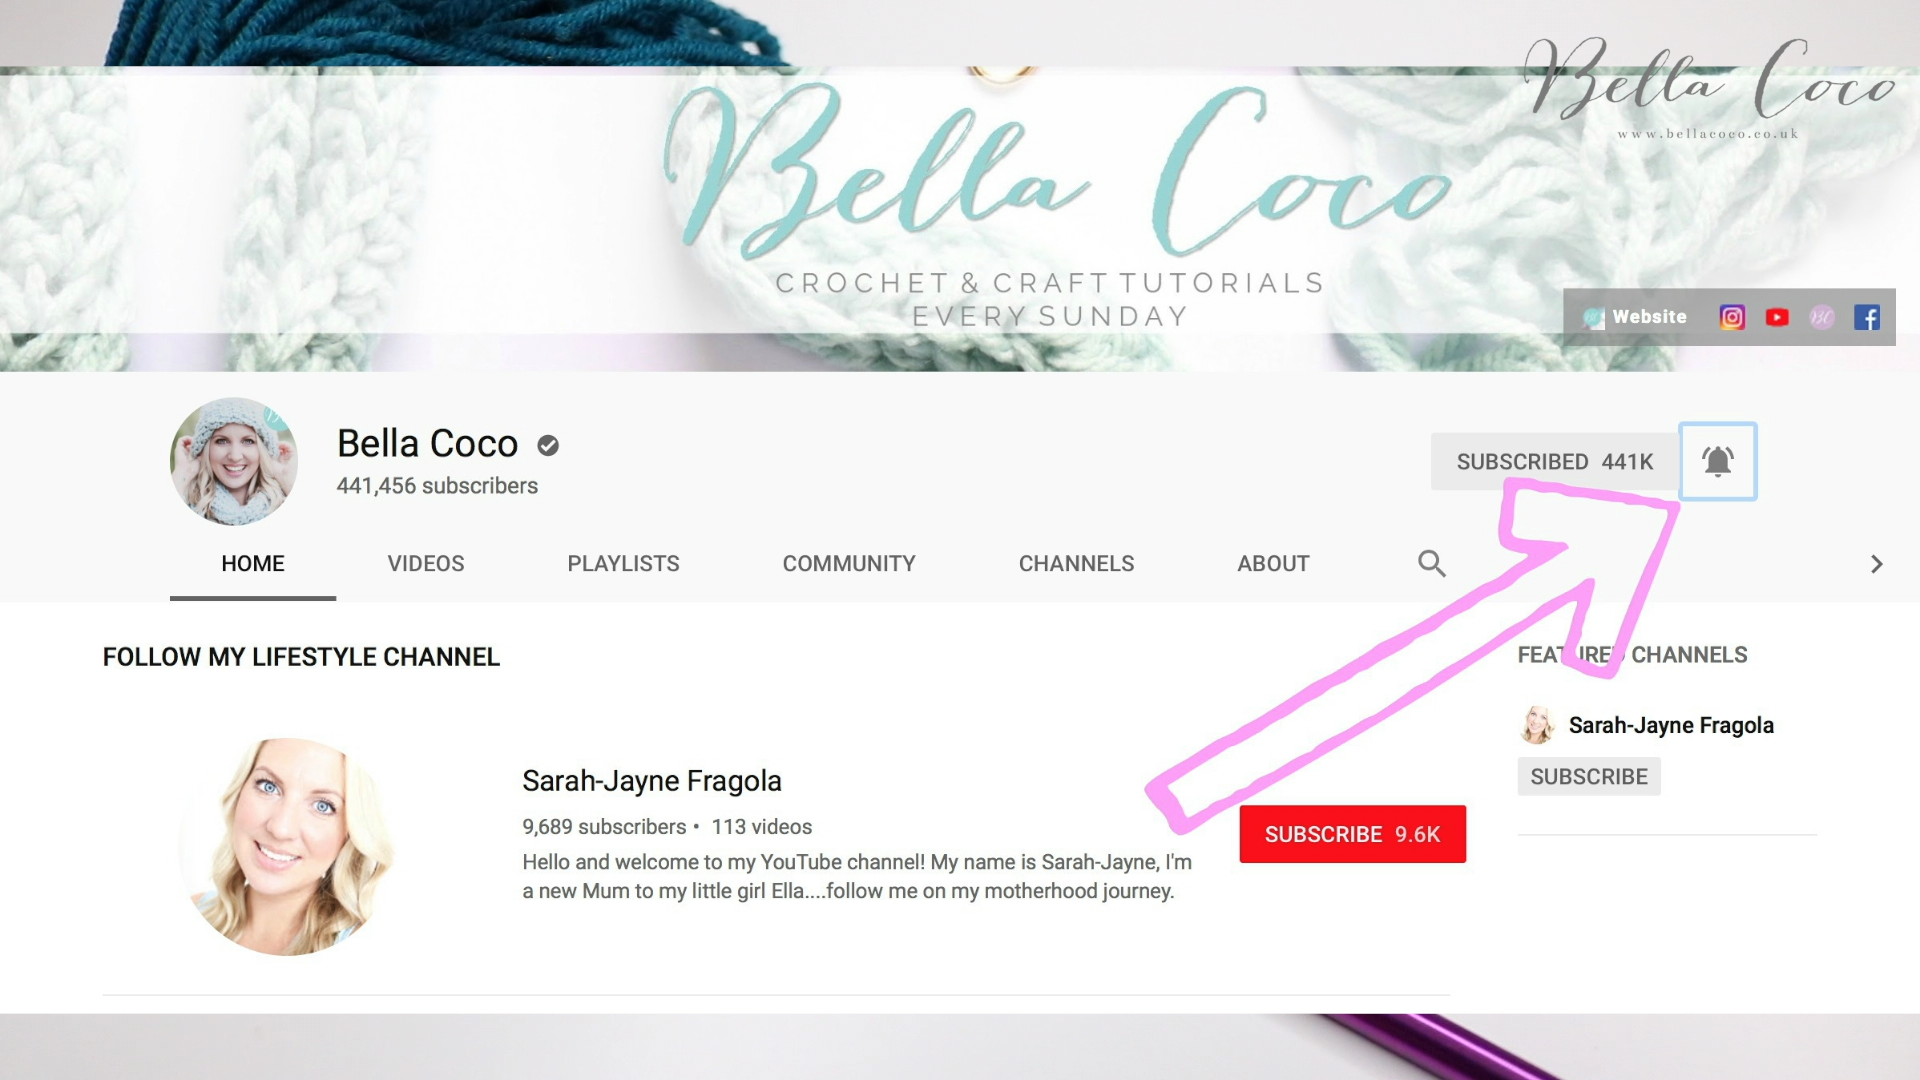 Bella Coco
www.bellacoco.co.uk
Bella Coco
CROCHET & CRAFT TUTORIALS
EVERY SUNDAY
Website
Bella Coco
441,456 subscribers
SUBSCRIBED 441K
HOME VIDEOS PLAYLISTS COMMUNITY CHANNELS ABOUT
FOLLOW MY LIFESTYLE CHANNEL
Sarah-Jayne Fragola
9,689 subscribers • 113 videos
Hello and welcome to my YouTube channel! My name is Sarah-Jayne, I'm
a new Mum to my little girl Ella....follow me on my motherhood journey.
SUBSCRIBE 9.6K
FEATURED CHANNELS
Sarah-Jayne Fragola
SUBSCRIBE